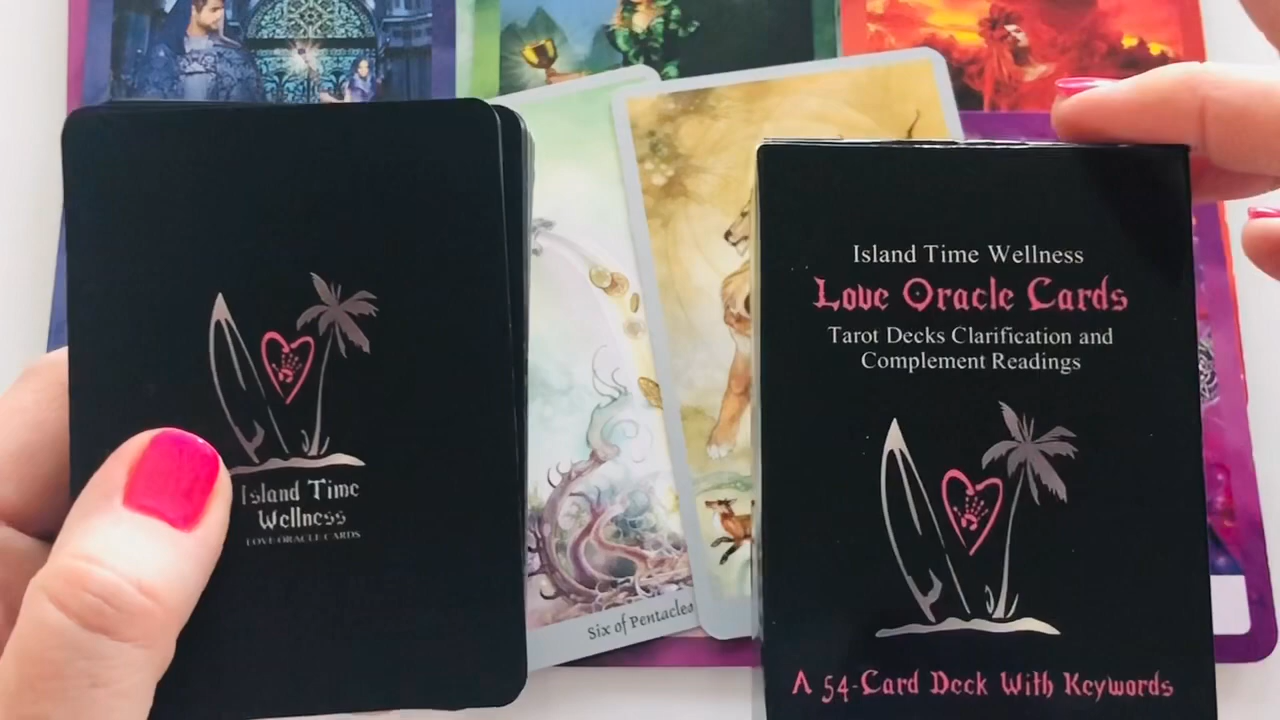 Island Time
Wellness
LOVE ORACLE CARDS
Six of Pentacles
Island Time Wellness
Love Oracle Cards
Tarot Decks Clarification and
Complement Readings
A 54-Card Deck With Keywords